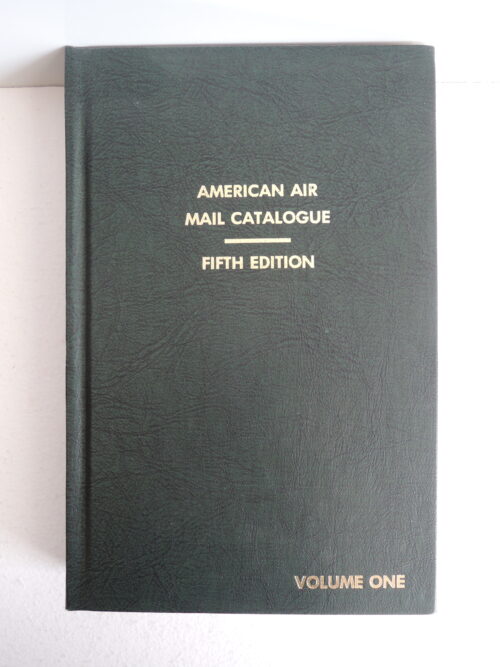 AMERICAN AIR
MAIL CATALOGUE
FIFTH EDITION
VOLUME ONE